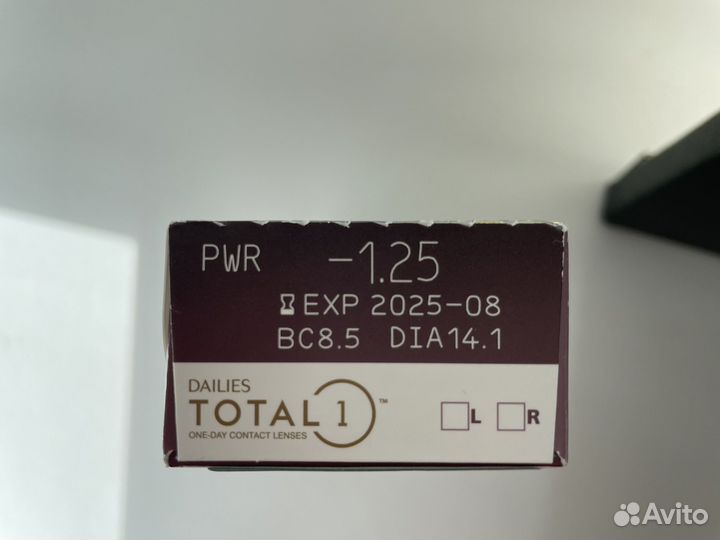 PWR -1.25
EXP 2025-08
BC8.5 DIA14.1
DAILIES
TOTAL 1™
ONE-DAY CONTACT LENSES
L R
Avito